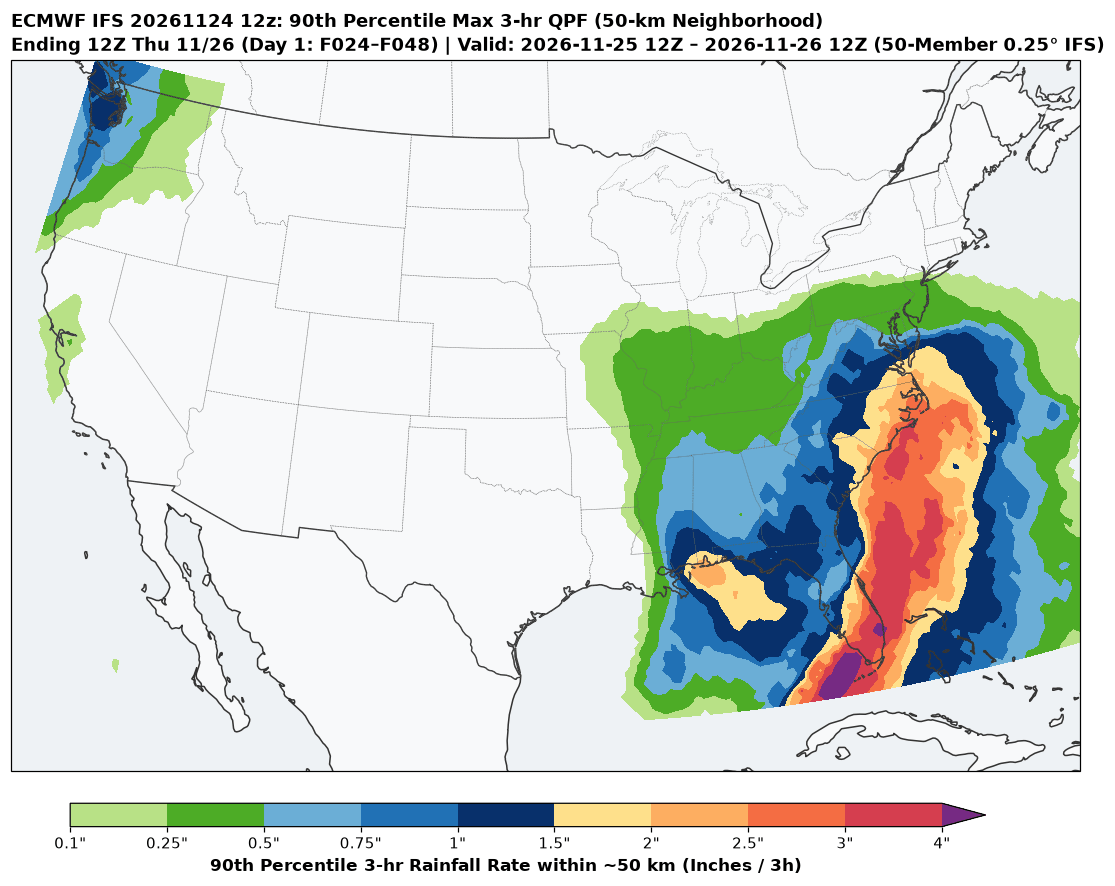 ECMWF IFS 20261124 12z: 90th Percentile Max 3-hr QPF (50-km Neighborhood)
Ending 12Z Thu 11/26 (Day 1: F024–F048) | Valid: 2026-11-25 12Z – 2026-11-26 12Z (50-Member 0.25° IFS)
0.1" 0.25" 0.5" 0.75" 1" 1.5" 2" 2.5" 3" 4"
90th Percentile 3-hr Rainfall Rate within ~50 km (Inches / 3h)